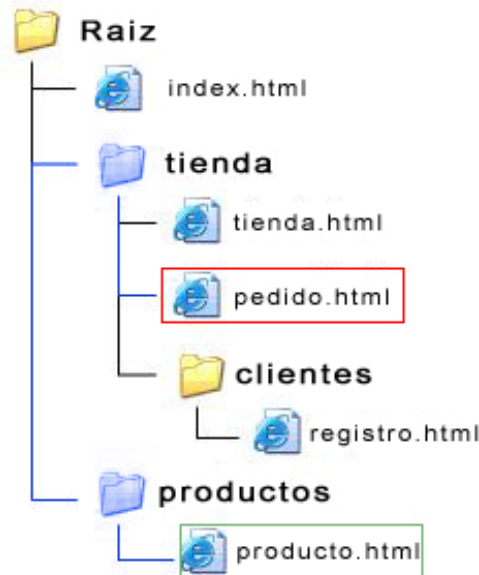 Raiz
index.html
tienda
tienda.html
pedido.html
clientes
registro.html
productos
producto.html